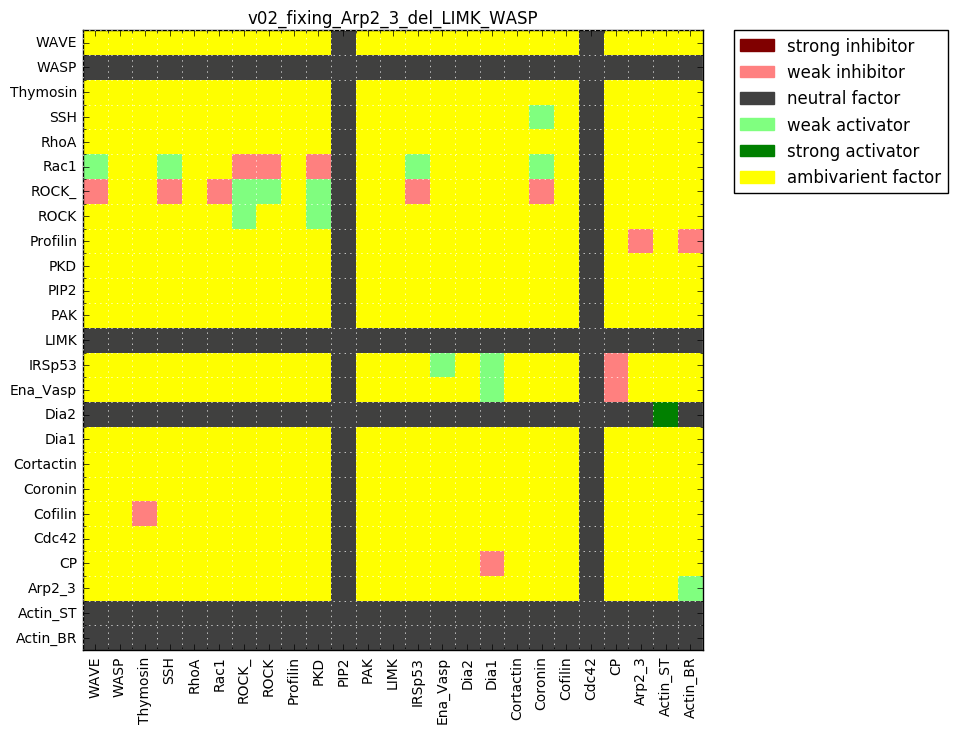 v02_fixing_Arp2_3_del_LIMK_WASP
strong inhibitor
weak inhibitor
neutral factor
weak activator
strong activator
ambivarient factor
WAVE
WASP
Thymosin
SSH
RhoA
Rac1
ROCK_
ROCK
Profilin
PKD
PIP2
PAK
LIMK
IRSp53
Ena_Vasp
Dia2
Dia1
Cortactin
Coronin
Cofilin
Cdc42
CP
Arp2_3
Actin_ST
Actin_BR
WAVE
WASP
Thymosin
SSH
RhoA
Rac1
ROCK_
ROCK
Profilin
PKD
PIP2
PAK
LIMK
IRSp53
Ena_Vasp
Dia2
Dia1
Cortactin
Coronin
Cofilin
Cdc42
CP
Arp2_3
Actin_ST
Actin_BR